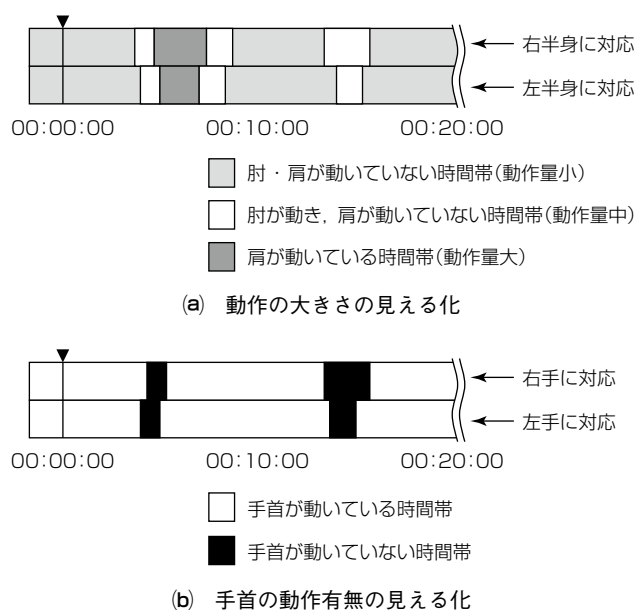 右半身に対応
左半身に対応
00:00:00 00:10:00 00:20:00
肘・肩が動いていない時間帯(動作量小)
肘が動き,肩が動いていない時間帯(動作量中)
肩が動いている時間帯(動作量大)
(a) 動作の大きさの見える化
右手に対応
左手に対応
00:00:00 00:10:00 00:20:00
手首が動いている時間帯
手首が動いていない時間帯
(b) 手首の動作有無の見える化